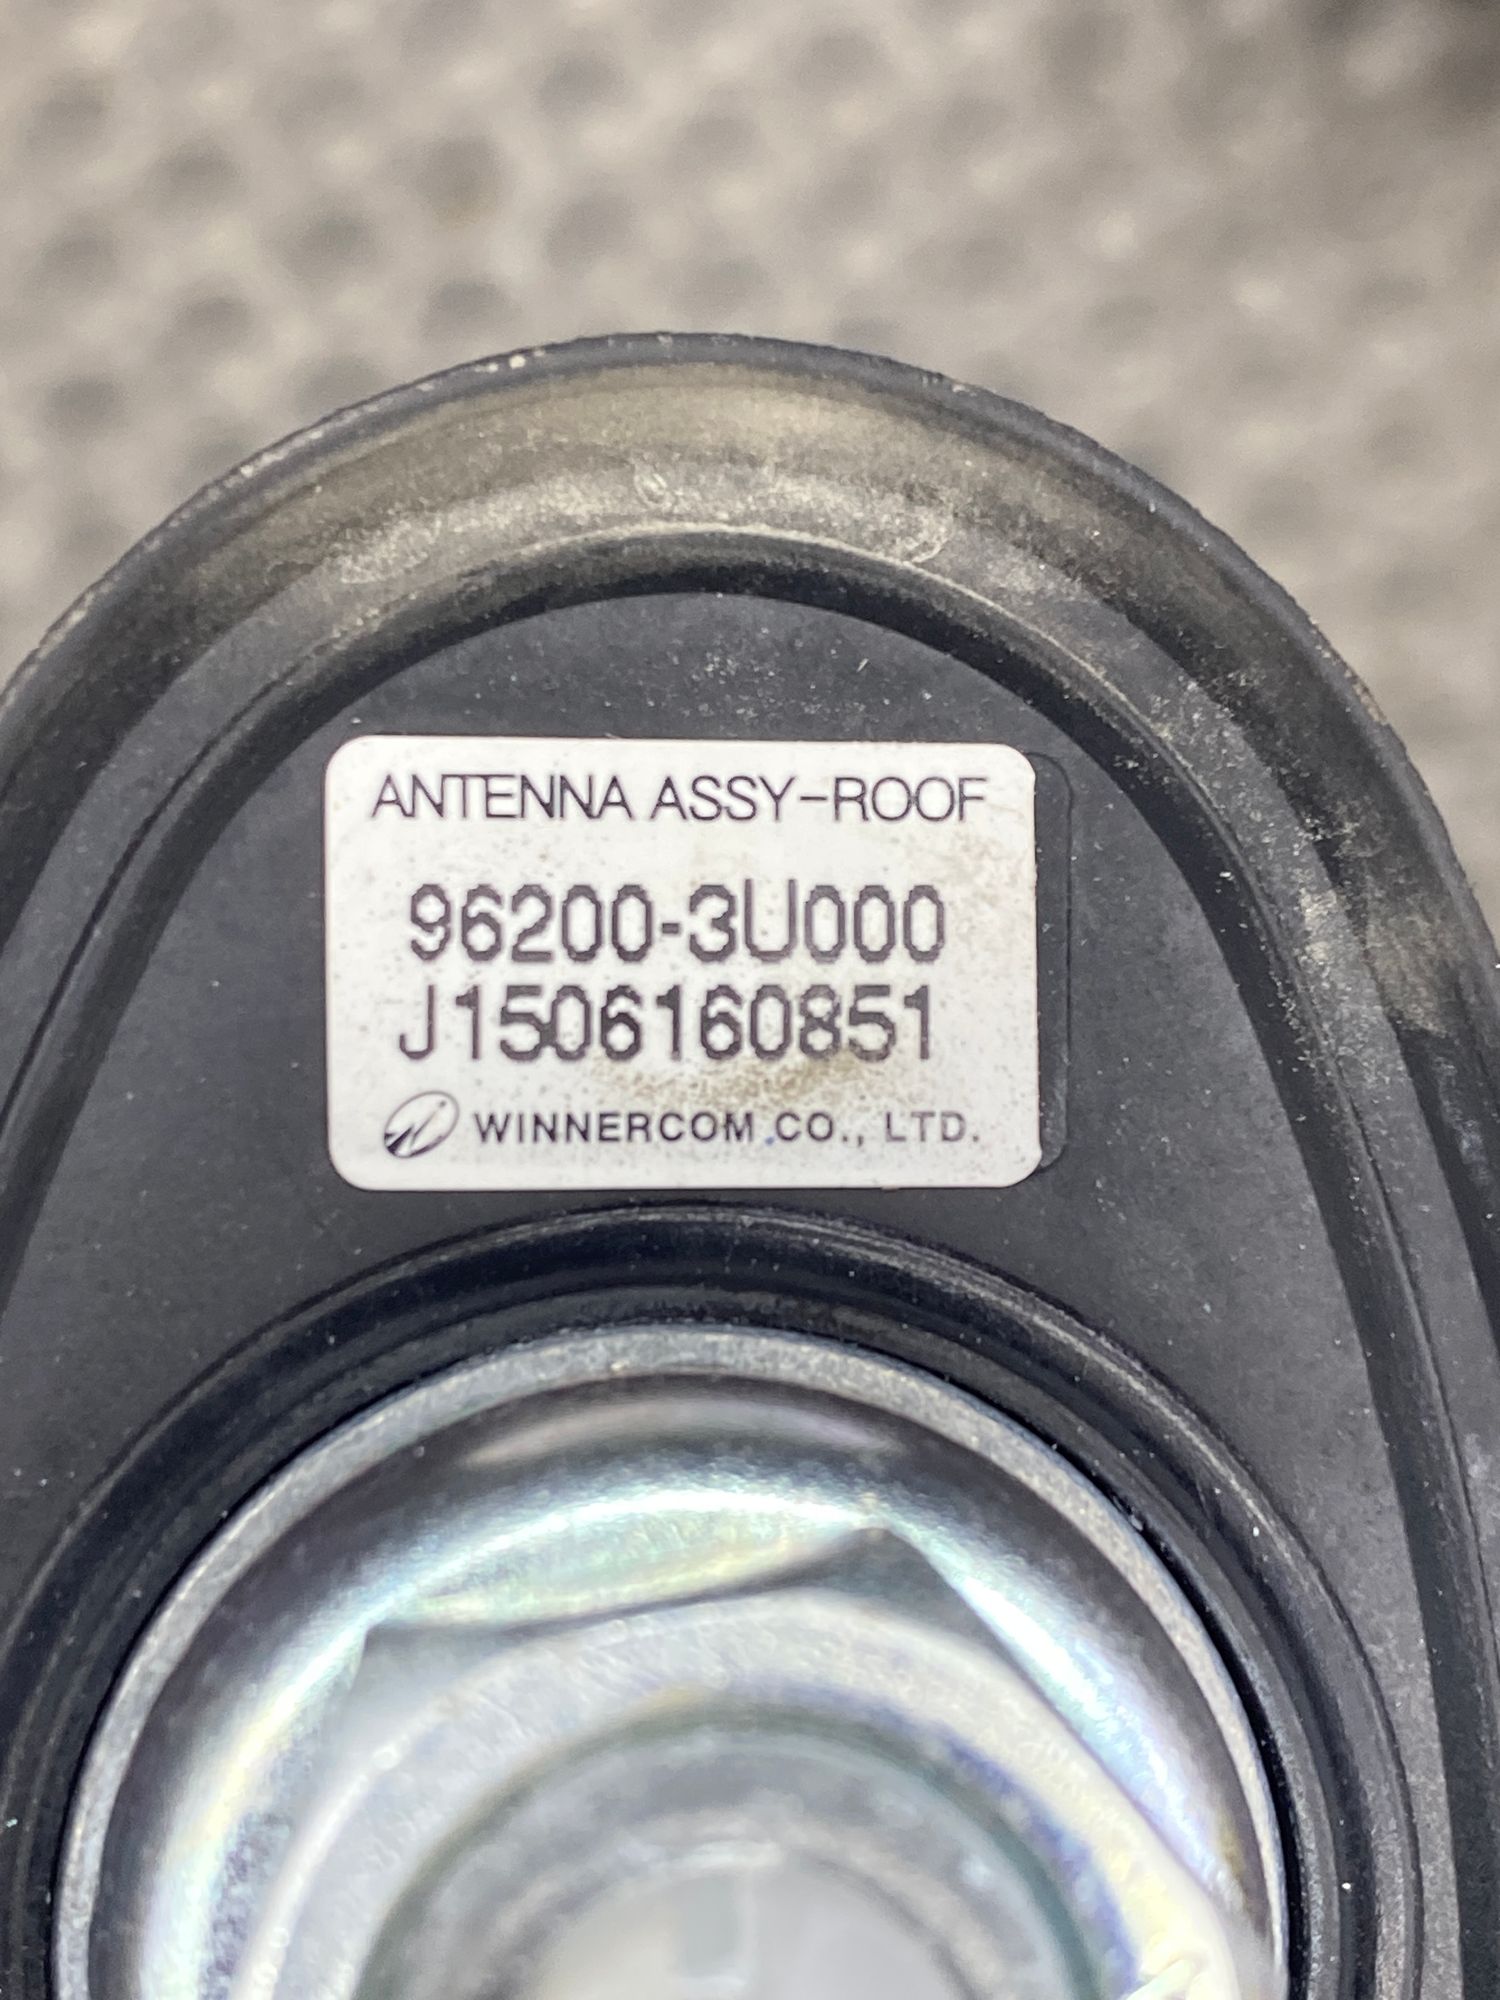 ANTENNA ASSY-ROOF
96200-3U000
J1506160851
WINNERCOM CO., LTD.